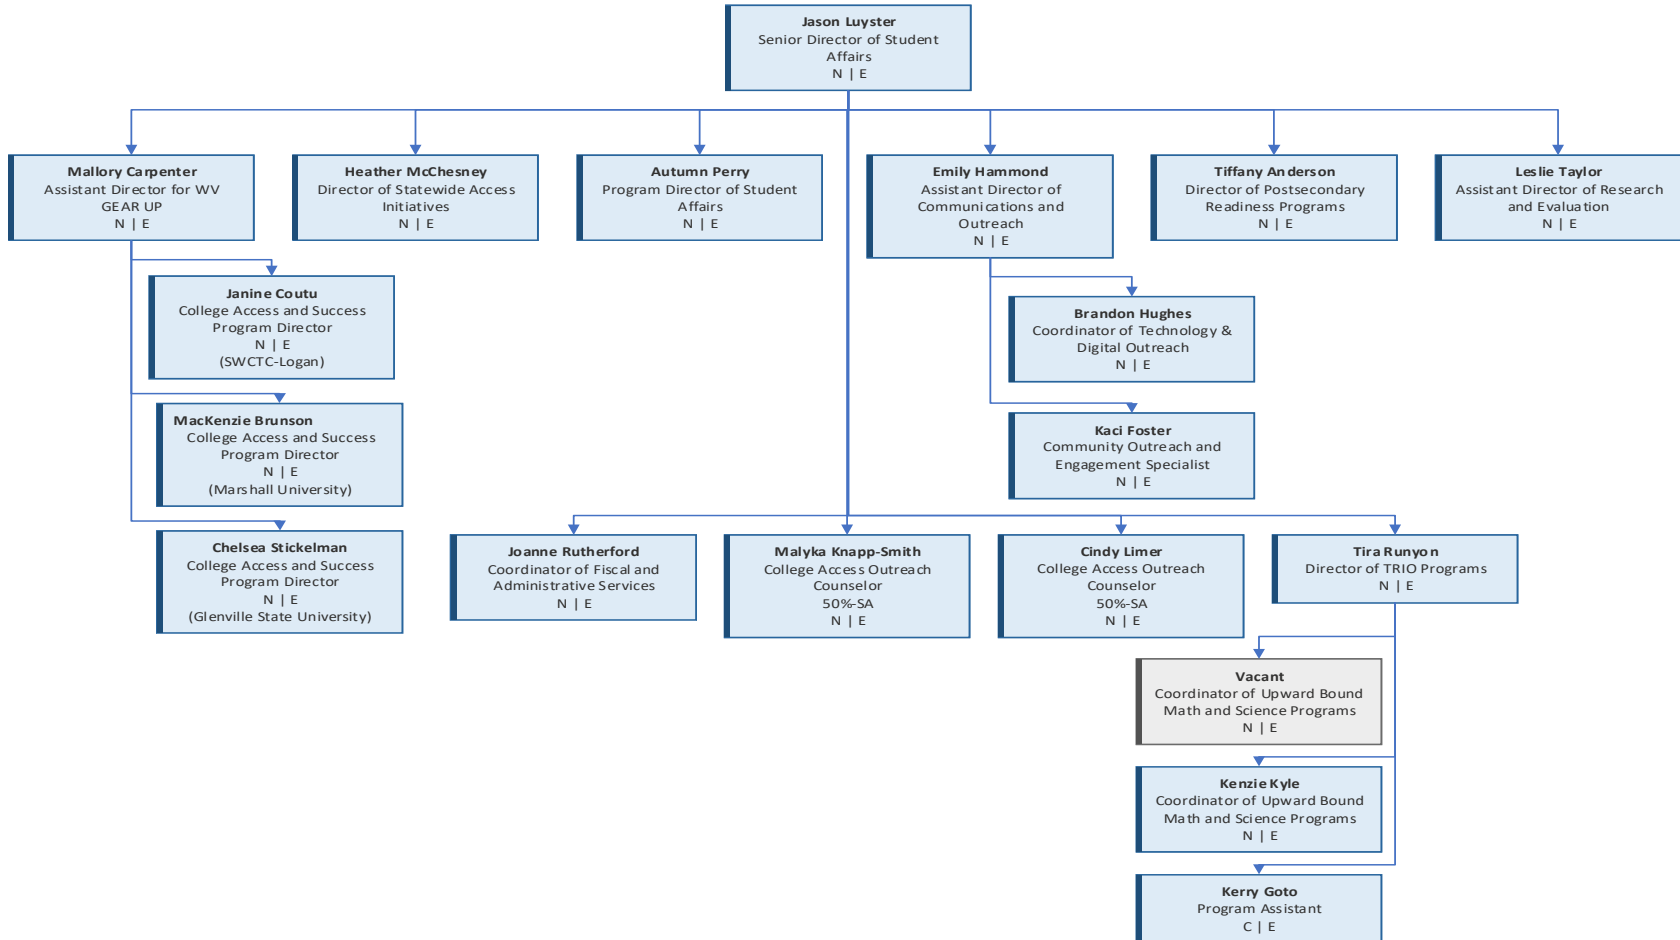 Jason Luyster
Senior Director of Student
Affairs
N | E
Mallory Carpenter
Assistant Director for WV
GEAR UP
N | E
Heather McChesney
Director of Statewide Access
Initiatives
N | E
Autumn Perry
Program Director of Student
Affairs
N | E
Emily Hammond
Assistant Director of
Communications and
Outreach
N | E
Tiffany Anderson
Director of Postsecondary
Readiness Programs
N | E
Leslie Taylor
Assistant Director of Research
and Evaluation
N | E
Janine Coutu
College Access and Success
Program Director
N | E
(SWCTC-Logan)
MacKenzie Brunson
College Access and Success
Program Director
N | E
(Marshall University)
Chelsea Stickelman
College Access and Success
Program Director
N | E
(Glenville State University)
Brandon Hughes
Coordinator of Technology &
Digital Outreach
N | E
Kaci Foster
Community Outreach and
Engagement Specialist
N | E
Joanne Rutherford
Coordinator of Fiscal and
Administrative Services
N | E
Malyka Knapp-Smith
College Access Outreach
Counselor
50%-SA
N | E
Cindy Limer
College Access Outreach
Counselor
50%-SA
N | E
Tira Runyon
Director of TRIO Programs
N | E
Vacant
Coordinator of Upward Bound
Math and Science Programs
N | E
Kenzie Kyle
Coordinator of Upward Bound
Math and Science Programs
N | E
Kerry Goto
Program Assistant
C | E